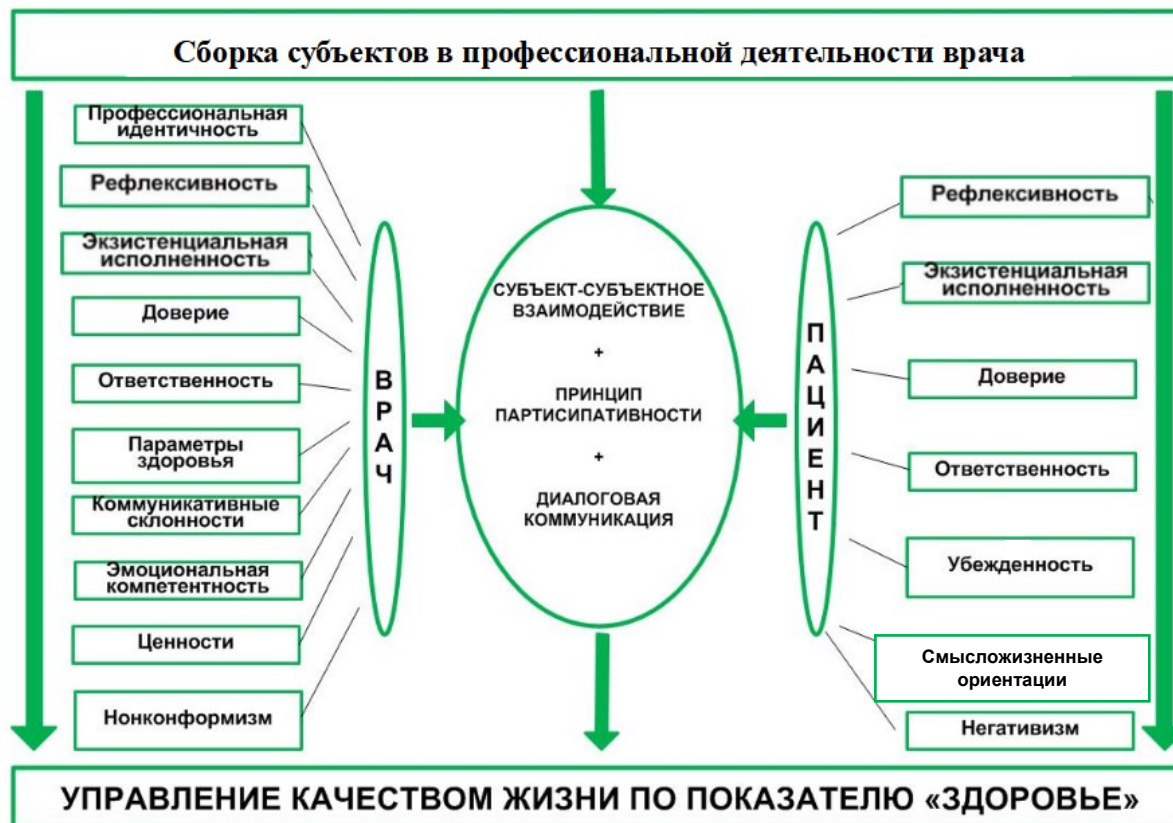 Сборка субъектов в профессиональной деятельности врача
Профессиональная
идентичность
Рефлексивность
Экзистенциальная
исполненность
Доверие
Ответственность
Параметры
здоровья
Коммуникативные
склонности
Эмоциональная
компетентность
Ценности
Нонконформизм
ВРАЧ
СУБЪЕКТ-СУБЪЕКТНОЕ
ВЗАИМОДЕЙСТВИЕ
+
ПРИНЦИП
ПАРТИСИПАТИВНОСТИ
+
ДИАЛОГОВАЯ
КОММУНИКАЦИЯ
ПАЦИЕНТ
Рефлексивность
Экзистенциальная
исполненность
Доверие
Ответственность
Убежденность
Смысложизненные
ориентации
Негативизм
УПРАВЛЕНИЕ КАЧЕСТВОМ ЖИЗНИ ПО ПОКАЗАТЕЛЮ «ЗДОРОВЬЕ»